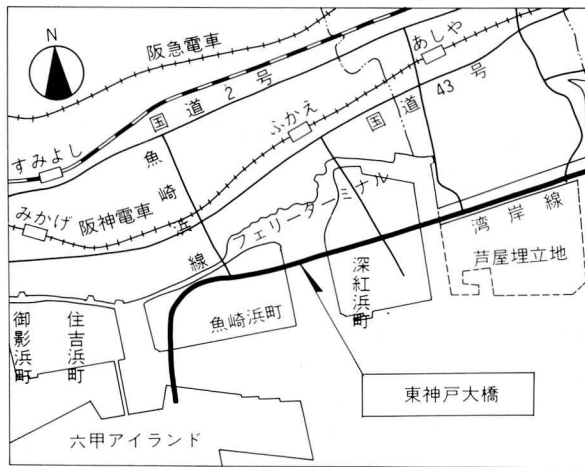 N
阪急電車
あしや
国道2号
ふかえ
国道43号
すみよし
魚崎浜線
みかげ
阪神電車
フェリーターミナル
湾岸線
芦屋埋立地
深紅浜町
魚崎浜町
住吉浜町
御影浜町
東神戸大橋
六甲アイランド